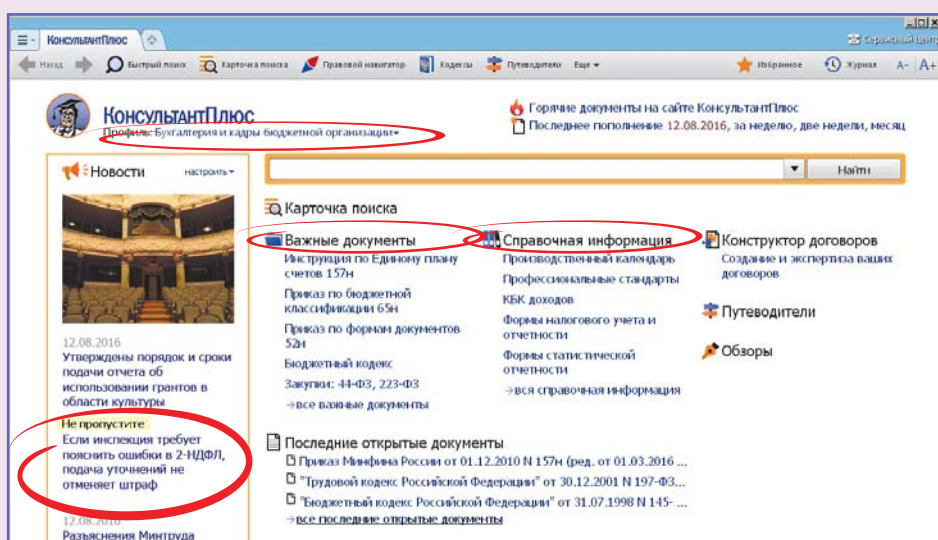 КонсультантПлюс
Сервисный центр
Назад Быстрый поиск Карточка поиска Правовой навигатор Кодексы Путеводители Еще Избранное Журнал A- A+
КонсультантПлюс
Профиль: Бухгалтерия и кадры бюджетной организации
Горячие документы на сайте КонсультантПлюс
Последнее пополнение 12.08.2016, за неделю, две недели, месяц
Новости настроить
Найти
12.08.2016
Утверждены порядок и сроки
подачи отчета об
использовании грантов в
области культуры
Не пропустите
Если инспекция требует
пояснить ошибки в 2-НДФЛ,
подача уточнений не
отменяет штраф
12.08.2016
Разъяснения Минтруда
Карточка поиска
Важные документы
Инструкция по Единому плану
счетов 157н
Приказ по бюджетной
классификации 65н
Приказ по формам документов
52н
Бюджетный кодекс
Закупки: 44-ФЗ, 223-ФЗ
→все важные документы
Справочная информация
Производственный календарь
Профессиональные стандарты
КБК доходов
Формы налогового учета и
отчетности
Формы статистической
отчетности
→вся справочная информация
Конструктор договоров
Создание и экспертиза ваших
договоров
Путеводители
Обзоры
Последние открытые документы
Приказ Минфина России от 01.12.2010 N 157н (ред. от 01.03.2016 ...
"Трудовой кодекс Российской Федерации" от 30.12.2001 N 197-ФЗ...
"Бюджетный кодекс Российской Федерации" от 31.07.1998 N 145- ...
→все последние открытые документы